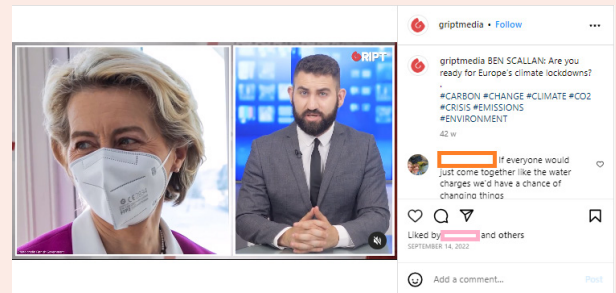 griptmedia • Follow
griptmedia BEN SCALLAN: Are you
ready for Europe's climate lockdowns?
.
#CARBON #CHANGE #CLIMATE #CO2
#CRISIS #EMISSIONS
#ENVIRONMENT
42 w
If everyone would
just come together like the water
charges we'd have a chance of
changing things
Liked by and others
SEPTEMBER 14, 2022
Add a comment...
Post
GRIPT